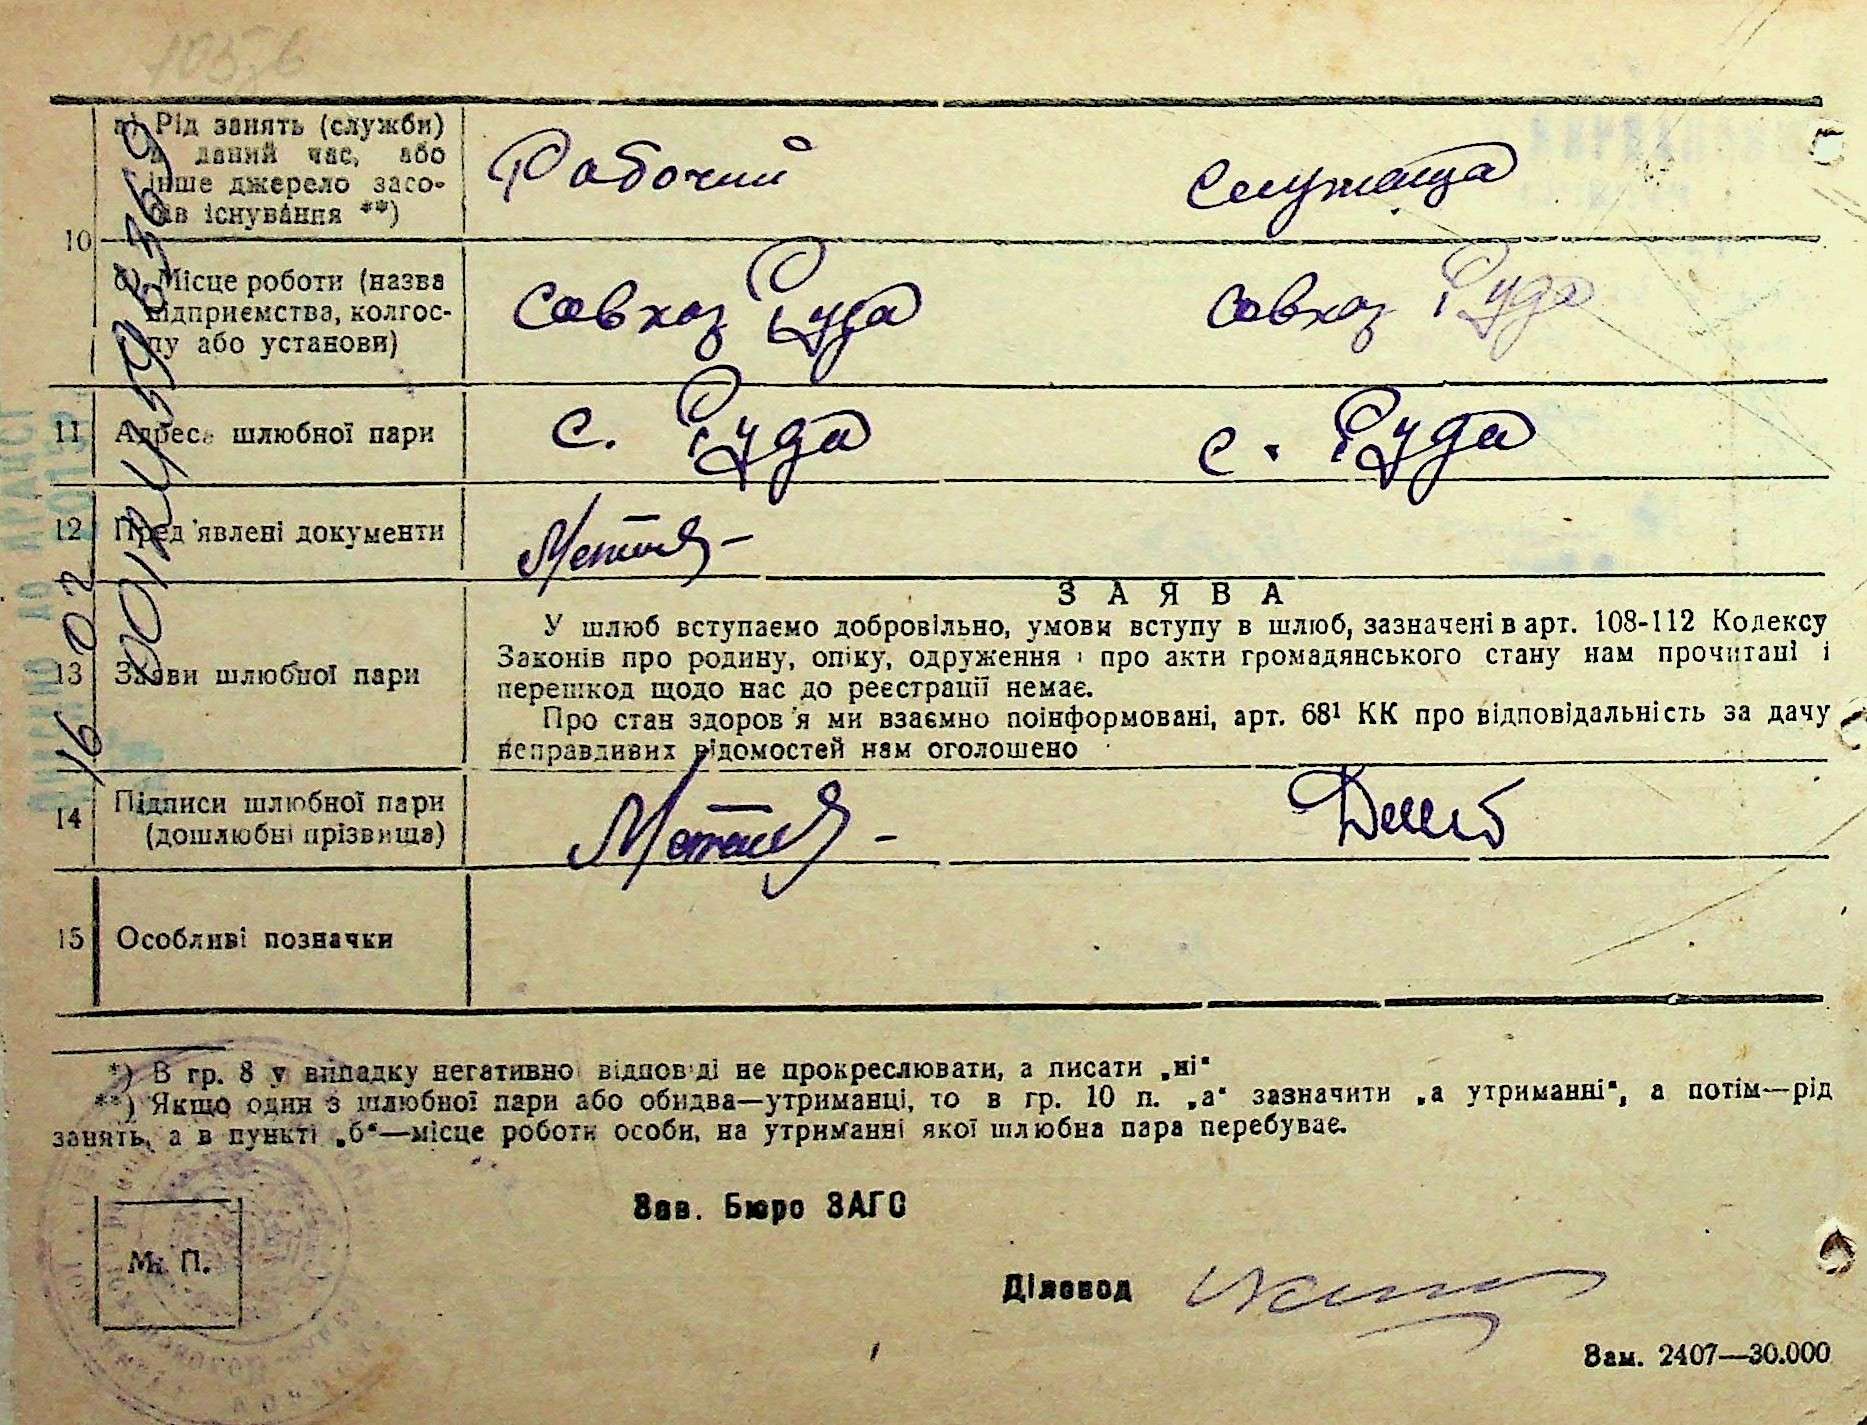 а) Рід занять (служби)
в даний час, або
інше джерело засо-
бів існування **)
Рабочий
Служаща
10
б) Місце роботи (назва
підприємства, колгос-
пу або установи)
Совхоз Руда
Совхоз Руда
11 Адреса шлюбної пари
с. Руда
с. Руда
12 Пред'явлені документи
13 Заяви шлюбної пари
ЗАЯВА
У шлюб вступаемо добровільно, умови вступу в шлюб, зазначені в арт. 108-112 Кодексу
Законів про родину, опіку, одруження і про акти громадянського стану нам прочитані і
перешкод щодо нас до реєстрації немає.
Про стан здоров'я ми взаємно поінформовані, арт. 68¹ КК про відповідальність за дачу
неправдивих відомостей нам оголошено
14 Підписи шлюбної пари
(дошлюбні прізвища)
15 Особливі позначки
*) В гр. 8 у випадку негативної відповіді не прокреслювати, а писати „ні“
**) Якщо один з шлюбної пари або обидва—утриманці, то в гр. 10 п. „а“ зазначити „а утриманні“, а потім—рід
занять, а в пункті „б“—місце роботи особи, на утриманні якої шлюбна пара перебуває.
Зав. Бюро ЗАГС
М. П.
Діловод
Зам. 2407—30.000
16 02